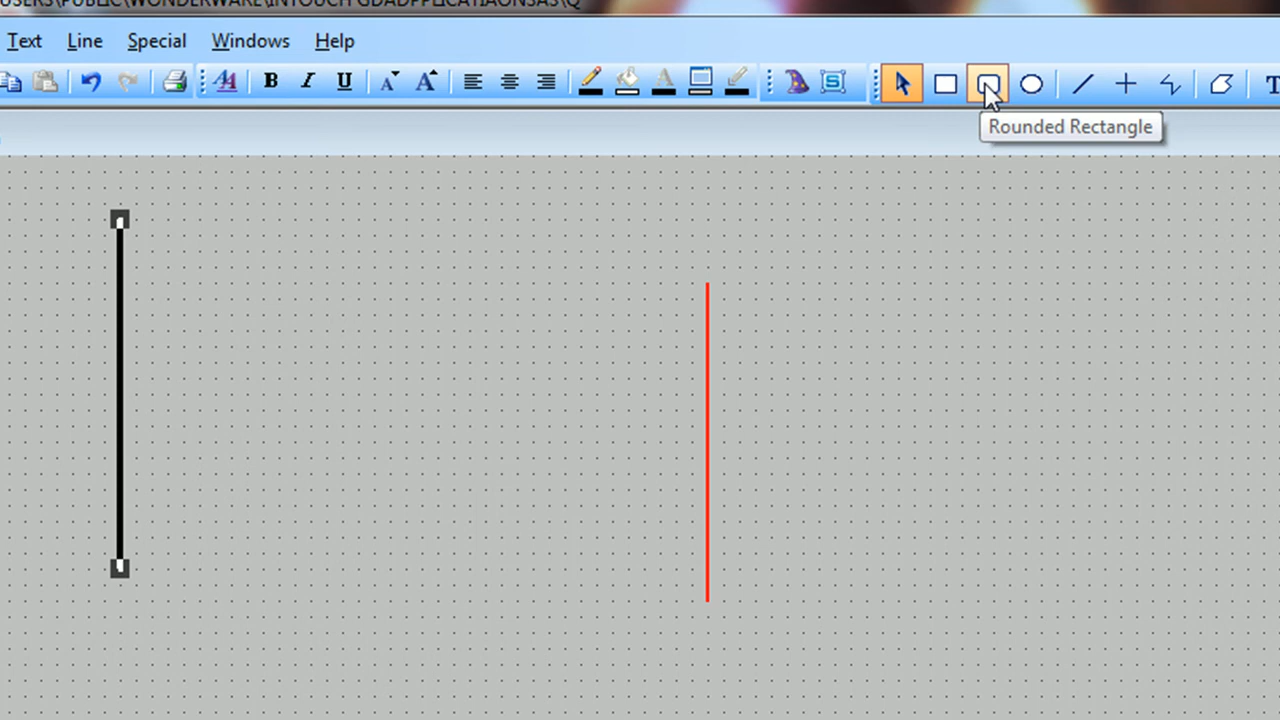 Text Line Special Windows Help
A B I U A A A T
Rounded Rectangle